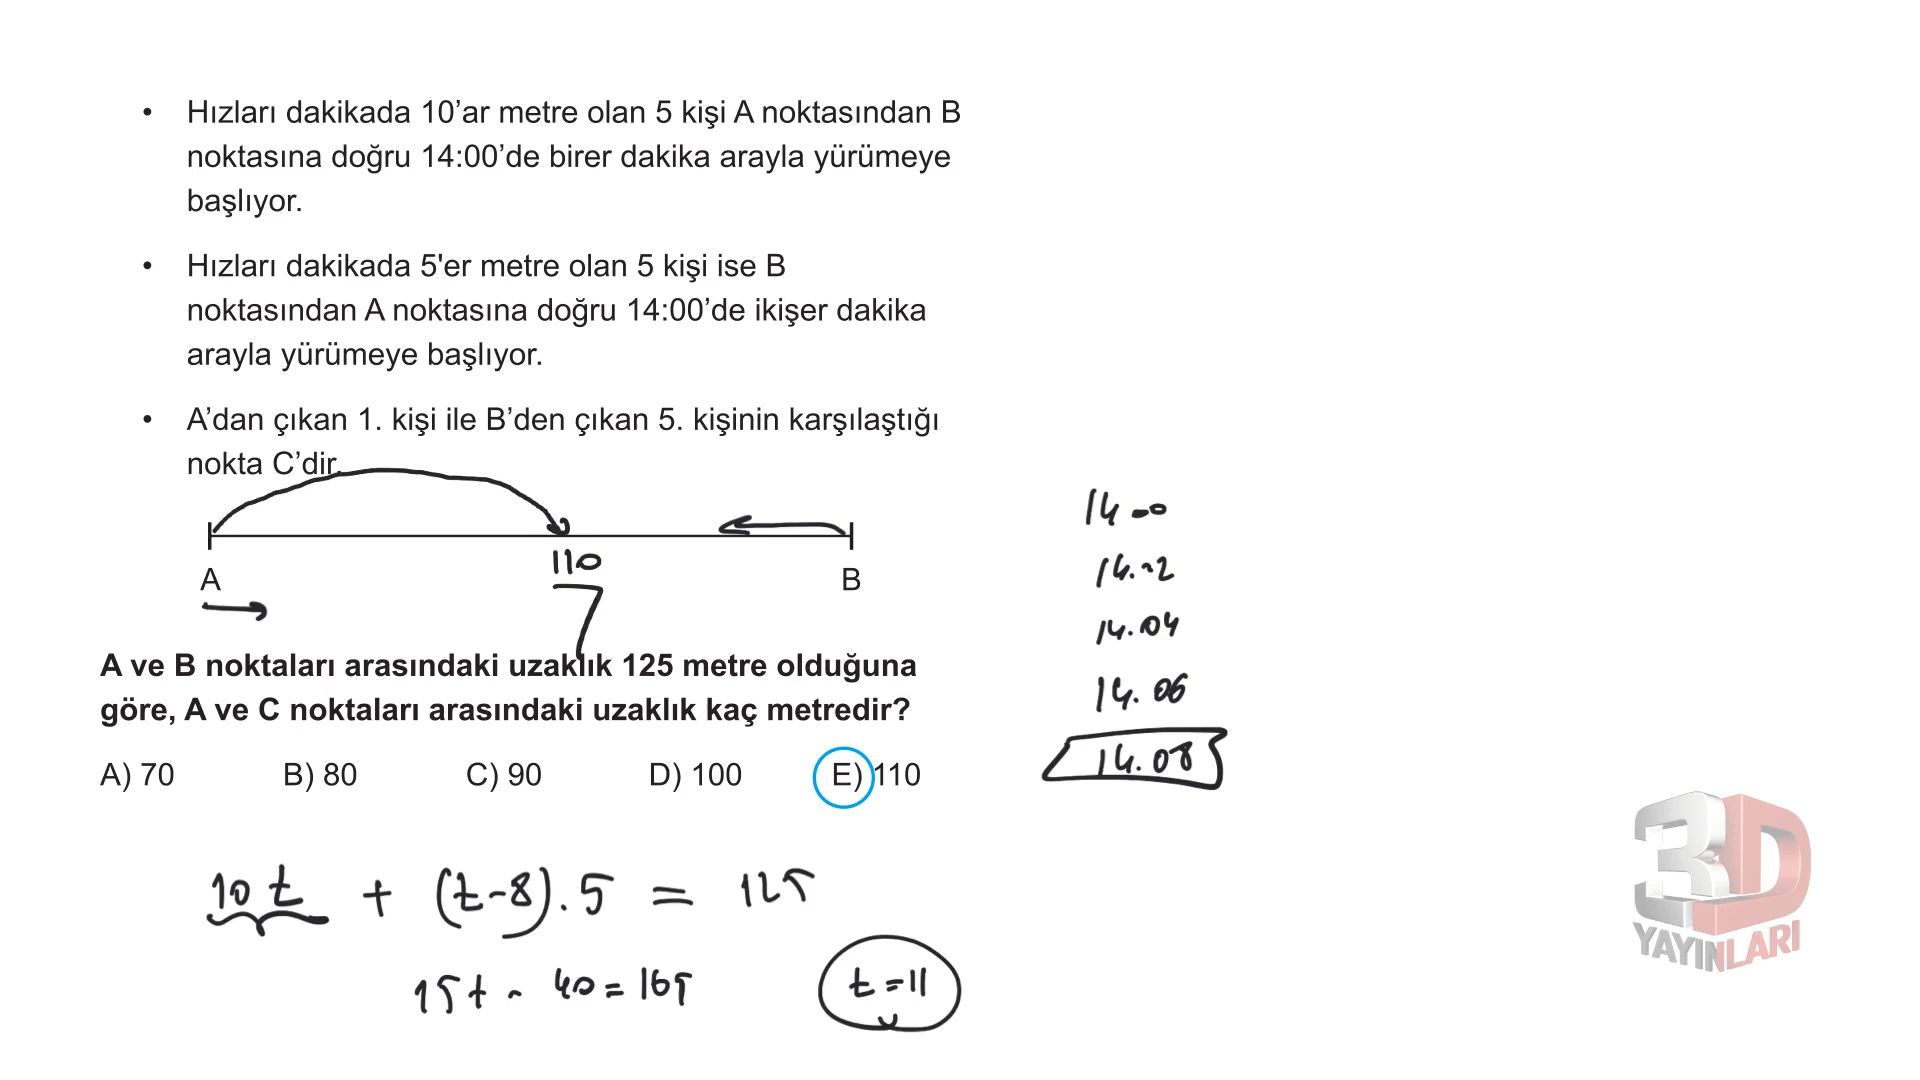 • Hızları dakikada 10’ar metre olan 5 kişi A noktasından B
noktasına doğru 14:00’de birer dakika arayla yürümeye
başlıyor.
• Hızları dakikada 5'er metre olan 5 kişi ise B
noktasından A noktasına doğru 14:00’de ikişer dakika
arayla yürümeye başlıyor.
• A’dan çıkan 1. kişi ile B’den çıkan 5. kişinin karşılaştığı
nokta C’dir.
110
A B
A ve B noktaları arasındaki uzaklık 125 metre olduğuna
göre, A ve C noktaları arasındaki uzaklık kaç metredir?
A) 70 B) 80 C) 90 D) 100 E) 110
14.00
14.02
14.04
14.06
14.08
10t + (t-8).5 = 125
15t - 40 = 165
t = 11
3D
YAYINLARI